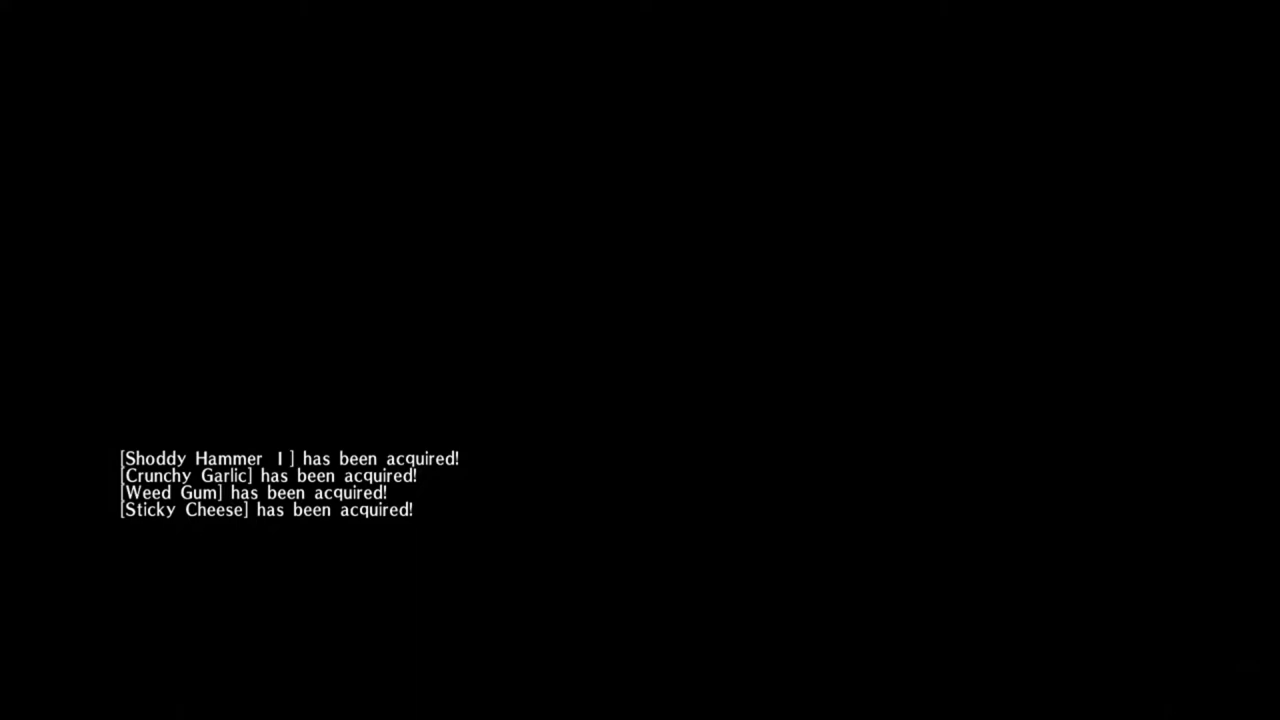 [Shoddy Hammer Ⅰ] has been acquired!
[Crunchy Garlic] has been acquired!
[Weed Gum] has been acquired!
[Sticky Cheese] has been acquired!